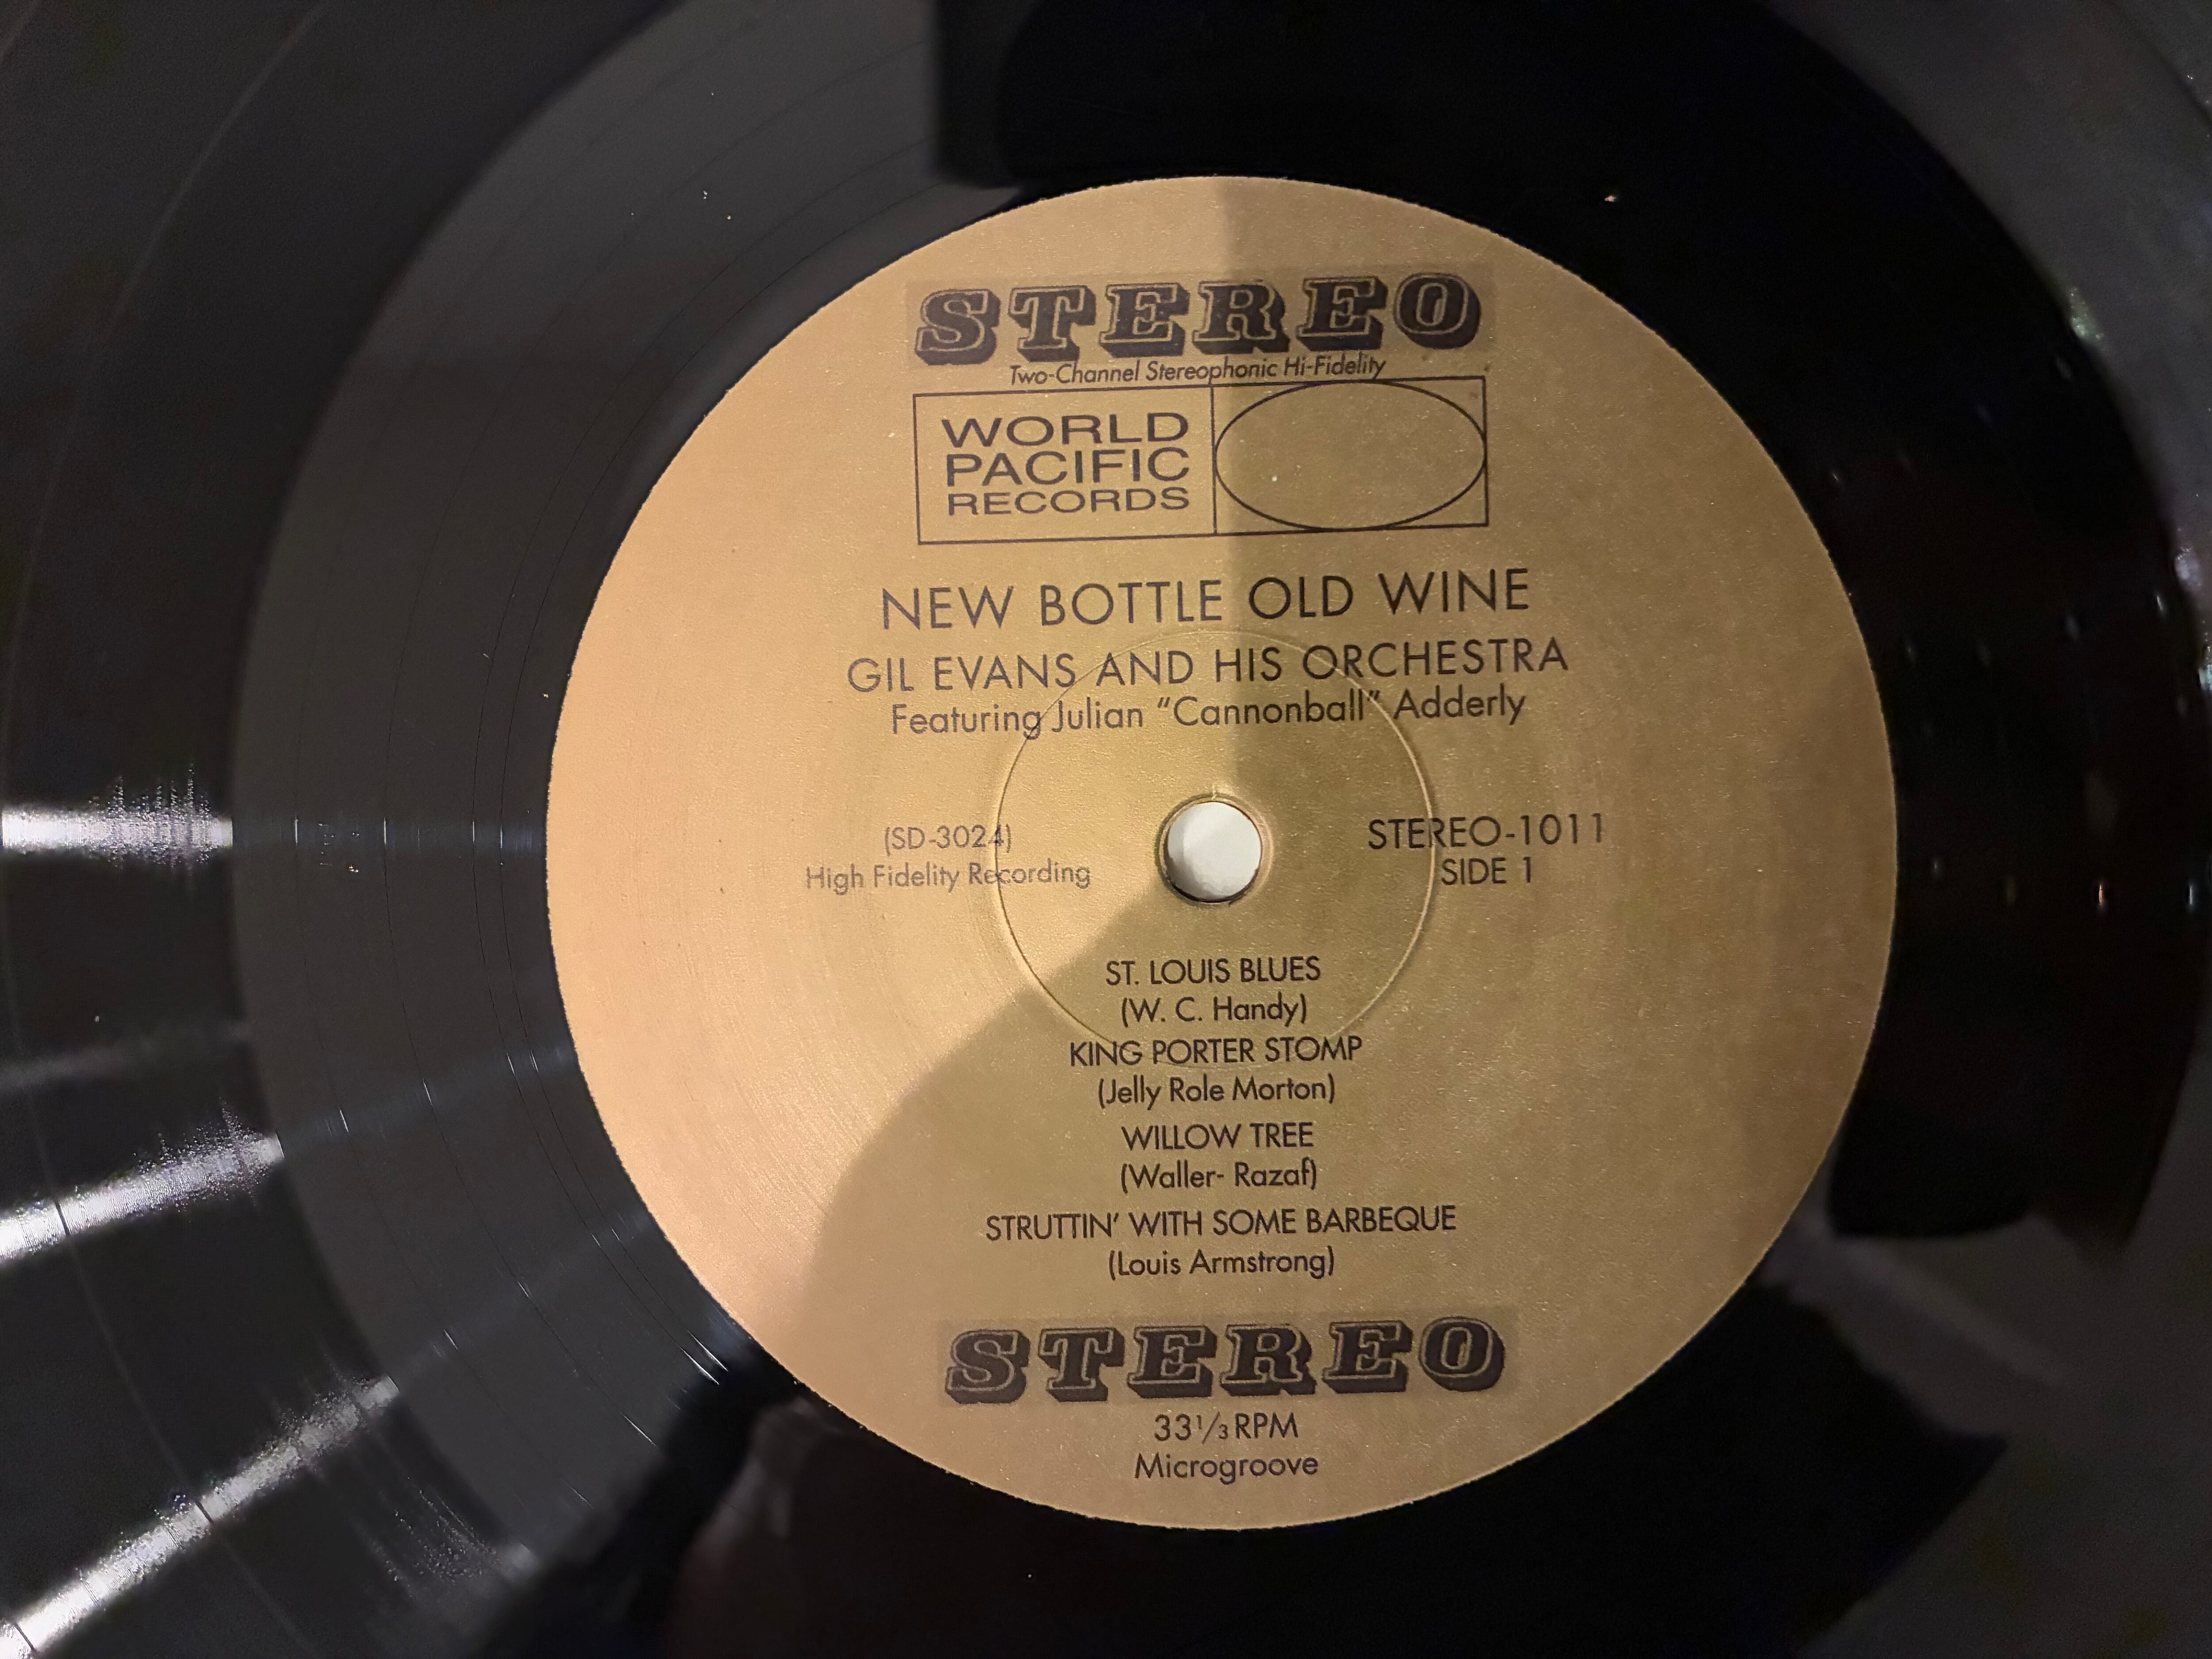 STEREO
Two-Channel Stereophonic Hi-Fidelity
WORLD
PACIFIC
RECORDS
NEW BOTTLE OLD WINE
GIL EVANS AND HIS ORCHESTRA
Featuring Julian “Cannonball” Adderly
(SD-3024)
High Fidelity Recording
STEREO-1011
SIDE 1
ST. LOUIS BLUES
(W. C. Handy)
KING PORTER STOMP
(Jelly Role Morton)
WILLOW TREE
(Waller- Razaf)
STRUTTIN’ WITH SOME BARBEQUE
(Louis Armstrong)
STEREO
33⅓ RPM
Microgroove